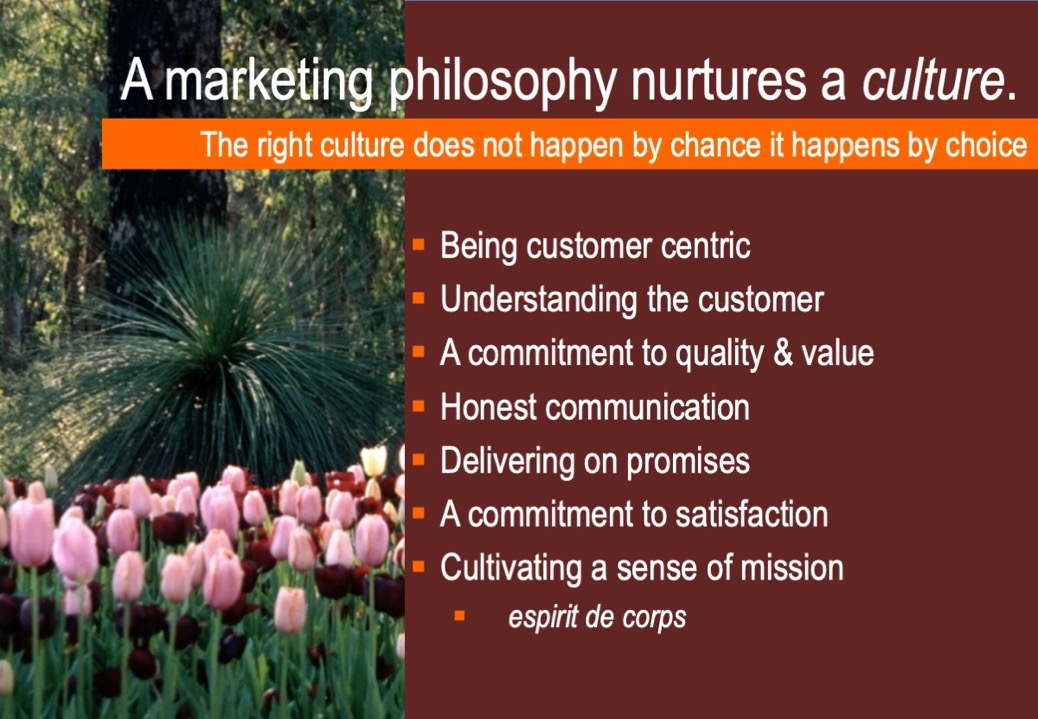 A marketing philosophy nurtures a culture.
The right culture does not happen by chance it happens by choice
Being customer centric
Understanding the customer
A commitment to quality & value
Honest communication
Delivering on promises
A commitment to satisfaction
Cultivating a sense of mission
espirit de corps